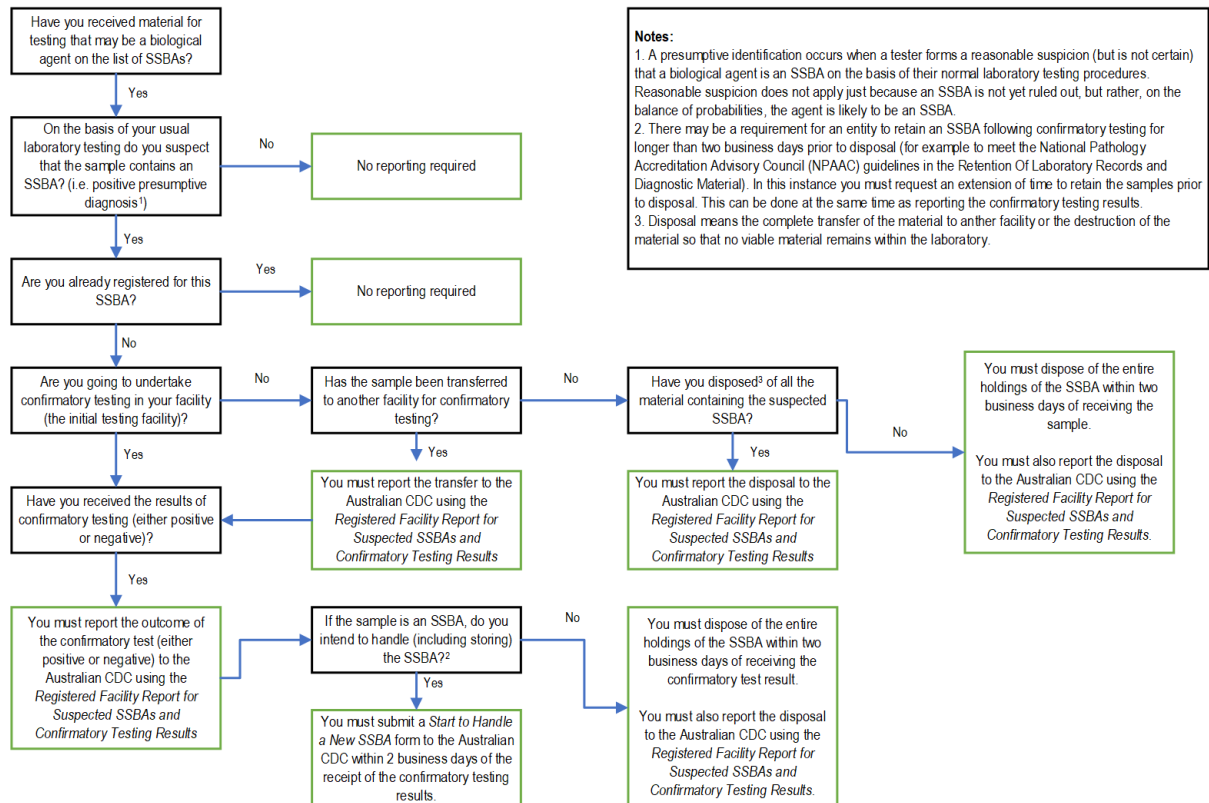 Have you received material for
testing that may be a biological
agent on the list of SSBAs?
Notes:
1. A presumptive identification occurs when a tester forms a reasonable suspicion (but is not certain)
that a biological agent is an SSBA on the basis of their normal laboratory testing procedures.
Reasonable suspicion does not apply just because an SSBA is not yet ruled out, but rather, on the
balance of probabilities, the agent is likely to be an SSBA.
2. There may be a requirement for an entity to retain an SSBA following confirmatory testing for
longer than two business days prior to disposal (for example to meet the National Pathology
Accreditation Advisory Council (NPAAC) guidelines in the Retention Of Laboratory Records and
Diagnostic Material). In this instance you must request an extension of time to retain the samples prior
to disposal. This can be done at the same time as reporting the confirmatory testing results.
3. Disposal means the complete transfer of the material to anther facility or the destruction of the
material so that no viable material remains within the laboratory.
Yes
On the basis of your usual
laboratory testing do you suspect
that the sample contains an
SSBA? (i.e. positive presumptive
diagnosis¹)
No
No reporting required
Yes
Are you already registered for this
SSBA?
Yes
No reporting required
No
Are you going to undertake
confirmatory testing in your facility
(the initial testing facility)?
No
Has the sample been transferred
to another facility for confirmatory
testing?
No
Have you disposed³ of all the
material containing the suspected
SSBA?
No
You must dispose of the entire
holdings of the SSBA within two
business days of receiving the
sample.
You must also report the disposal
to the Australian CDC using the
Registered Facility Report for
Suspected SSBAs and
Confirmatory Testing Results.
Yes
Yes
Yes
Have you received the results of
confirmatory testing (either positive
or negative)?
You must report the transfer to the
Australian CDC using the
Registered Facility Report for
Suspected SSBAs and
Confirmatory Testing Results
You must report the disposal to the
Australian CDC using the
Registered Facility Report for
Suspected SSBAs and
Confirmatory Testing Results
Yes
You must report the outcome of
the confirmatory test (either
positive or negative) to the
Australian CDC using the
Registered Facility Report for
Suspected SSBAs and
Confirmatory Testing Results
If the sample is an SSBA, do you
intend to handle (including storing)
the SSBA?²
No
You must dispose of the entire
holdings of the SSBA within two
business days of receiving the
confirmatory test result.
You must also report the disposal
to the Australian CDC using the
Registered Facility Report for
Suspected SSBAs and
Confirmatory Testing Results.
Yes
You must submit a Start to Handle
a New SSBA form to the Australian
CDC within 2 business days of the
receipt of the confirmatory testing
results.